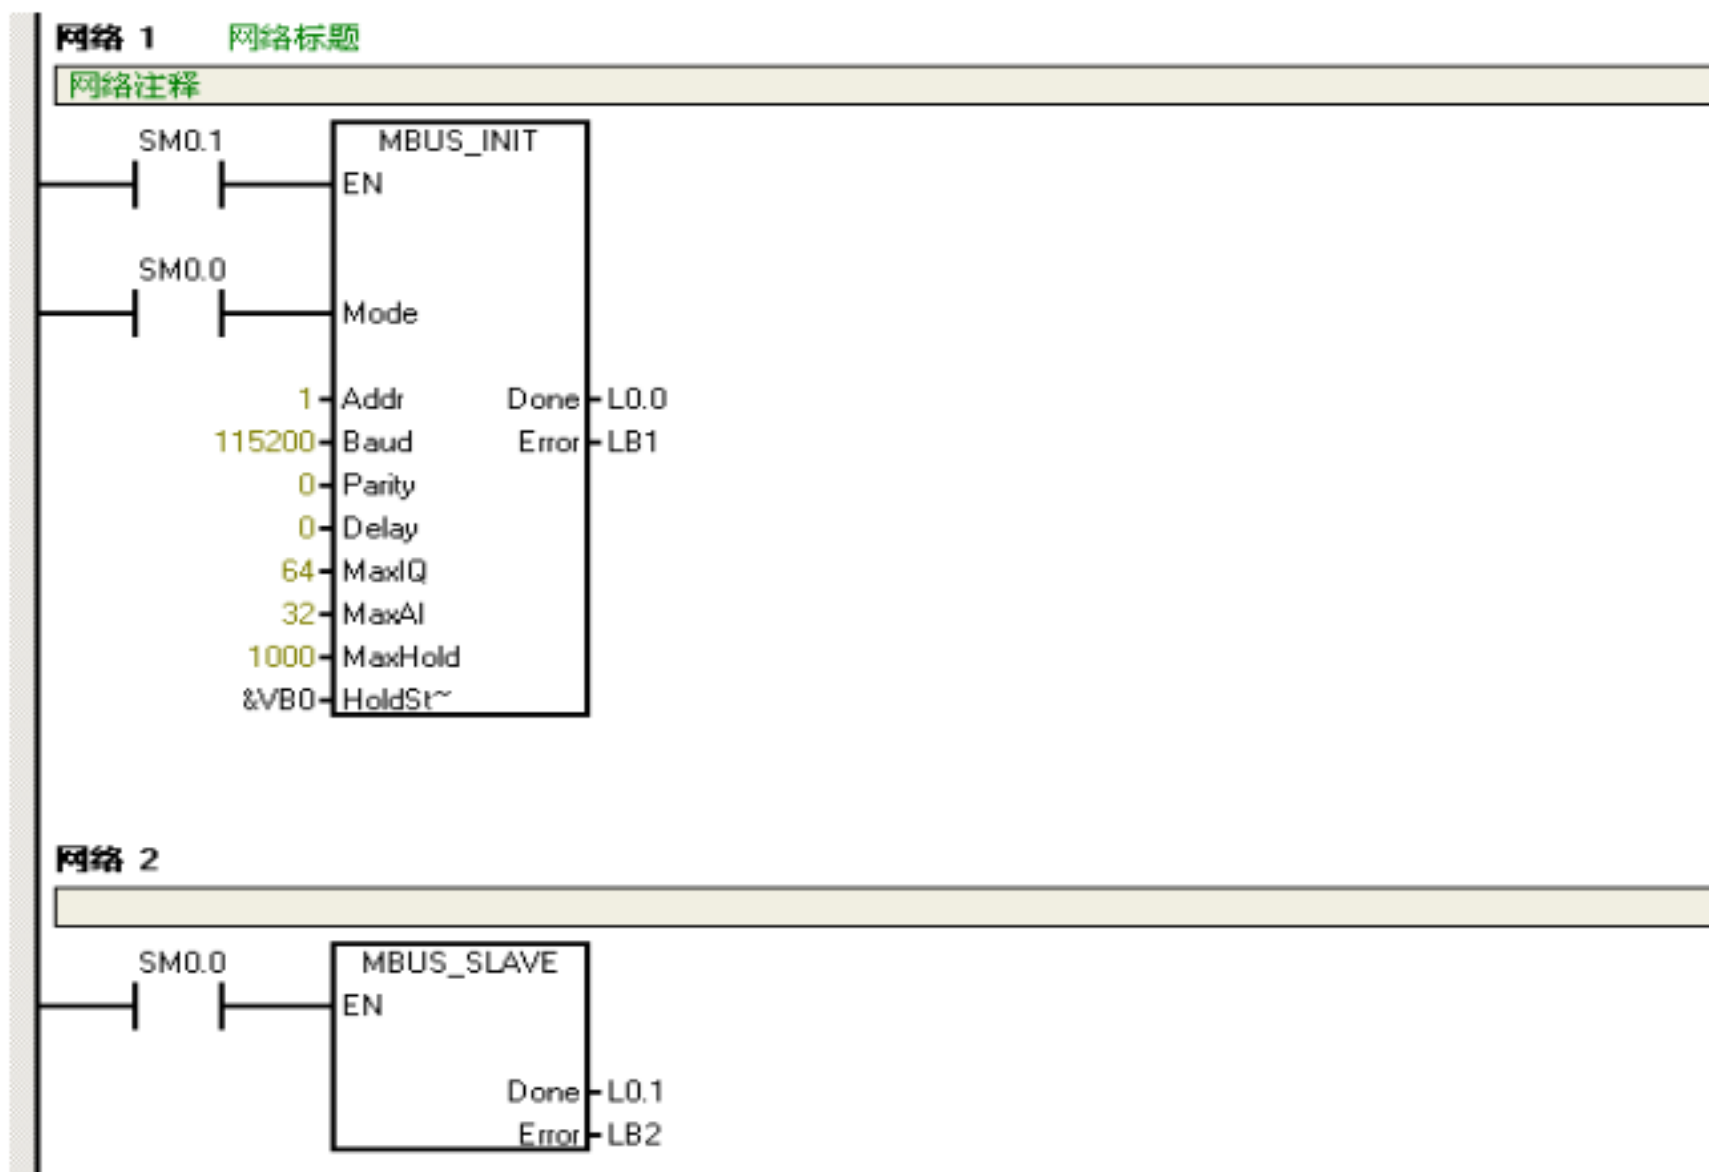 网络 1 网络标题
网络注释
SM0.1 MBUS_INIT
EN
SM0.0
Mode
1 Addr Done L0.0
115200 Baud Error LB1
0 Parity
0 Delay
64 MaxIQ
32 MaxAI
1000 MaxHold
&VB0 HoldSt~
网络 2
SM0.0 MBUS_SLAVE
EN
Done L0.1
Error LB2